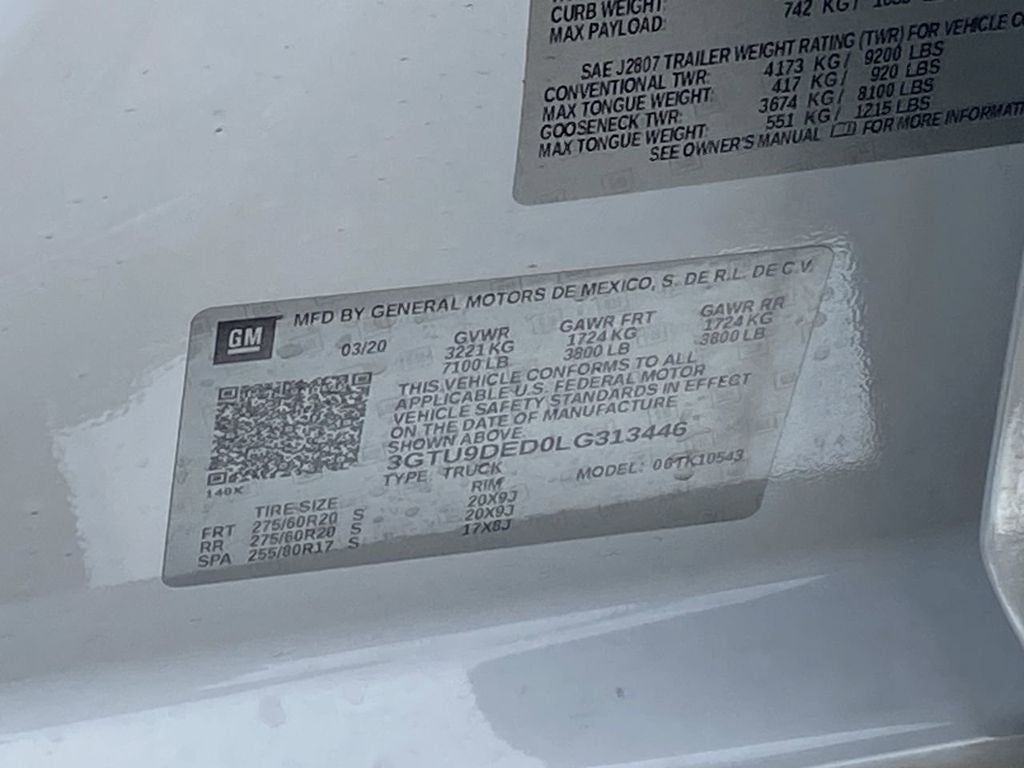 CURB WEIGHT:
MAX PAYLOAD: 742 KG/
SAE J2807 TRAILER WEIGHT RATING (TWR) FOR VEHICLE
CONVENTIONAL TWR: 4173 KG/ 9200 LBS
MAX TONGUE WEIGHT: 417 KG/ 920 LBS
GOOSENECK TWR: 3674 KG/ 8100 LBS
MAX TONGUE WEIGHT: 551 KG/ 1215 LBS
SEE OWNER'S MANUAL FOR MORE INFORMATI
GM
MFD BY GENERAL MOTORS DE MEXICO, S. DE R.L. DE C.V.
03/20 GVWR GAWR FRT GAWR RR
3221 KG 1724 KG 1724 KG
7100 LB 3800 LB 3800 LB
THIS VEHICLE CONFORMS TO ALL
APPLICABLE U.S. FEDERAL MOTOR
VEHICLE SAFETY STANDARDS IN EFFECT
ON THE DATE OF MANUFACTURE
SHOWN ABOVE
3GTU9DED0LG313446
TYPE: TRUCK MODEL: 00TK10543
140K
TIRE SIZE RIM
FRT 275/60R20 S 20X9J
RR 275/60R20 S 20X9J
SPA 255/80R17 S 17X8J